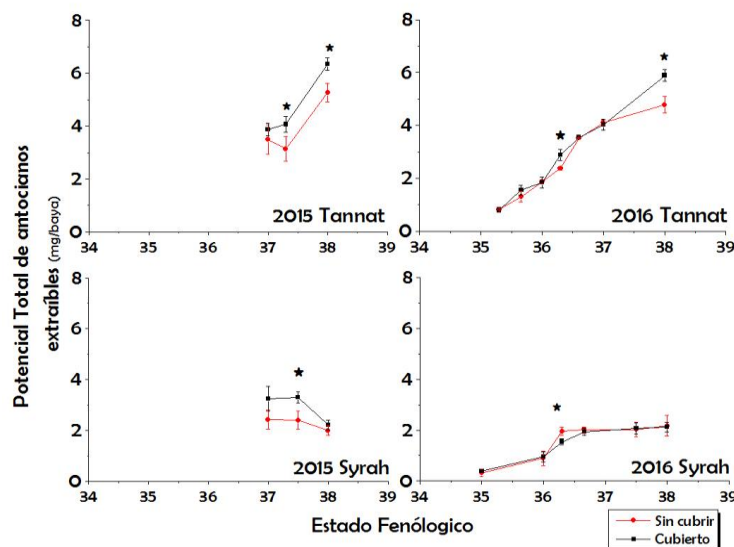 8
6
4
2
0
34 35 36 37 38 39
2015 Tannat
★
★
8
6
4
2
0
34 35 36 37 38 39
2016 Tannat
★
★
Potencial Total de antocianos
extraíbles (mg/baya)
8
6
4
2
0
34 35 36 37 38 39
2015 Syrah
★
8
6
4
2
0
34 35 36 37 38 39
2016 Syrah
★
Estado Fenólogico
Sin cubrir
Cubierto